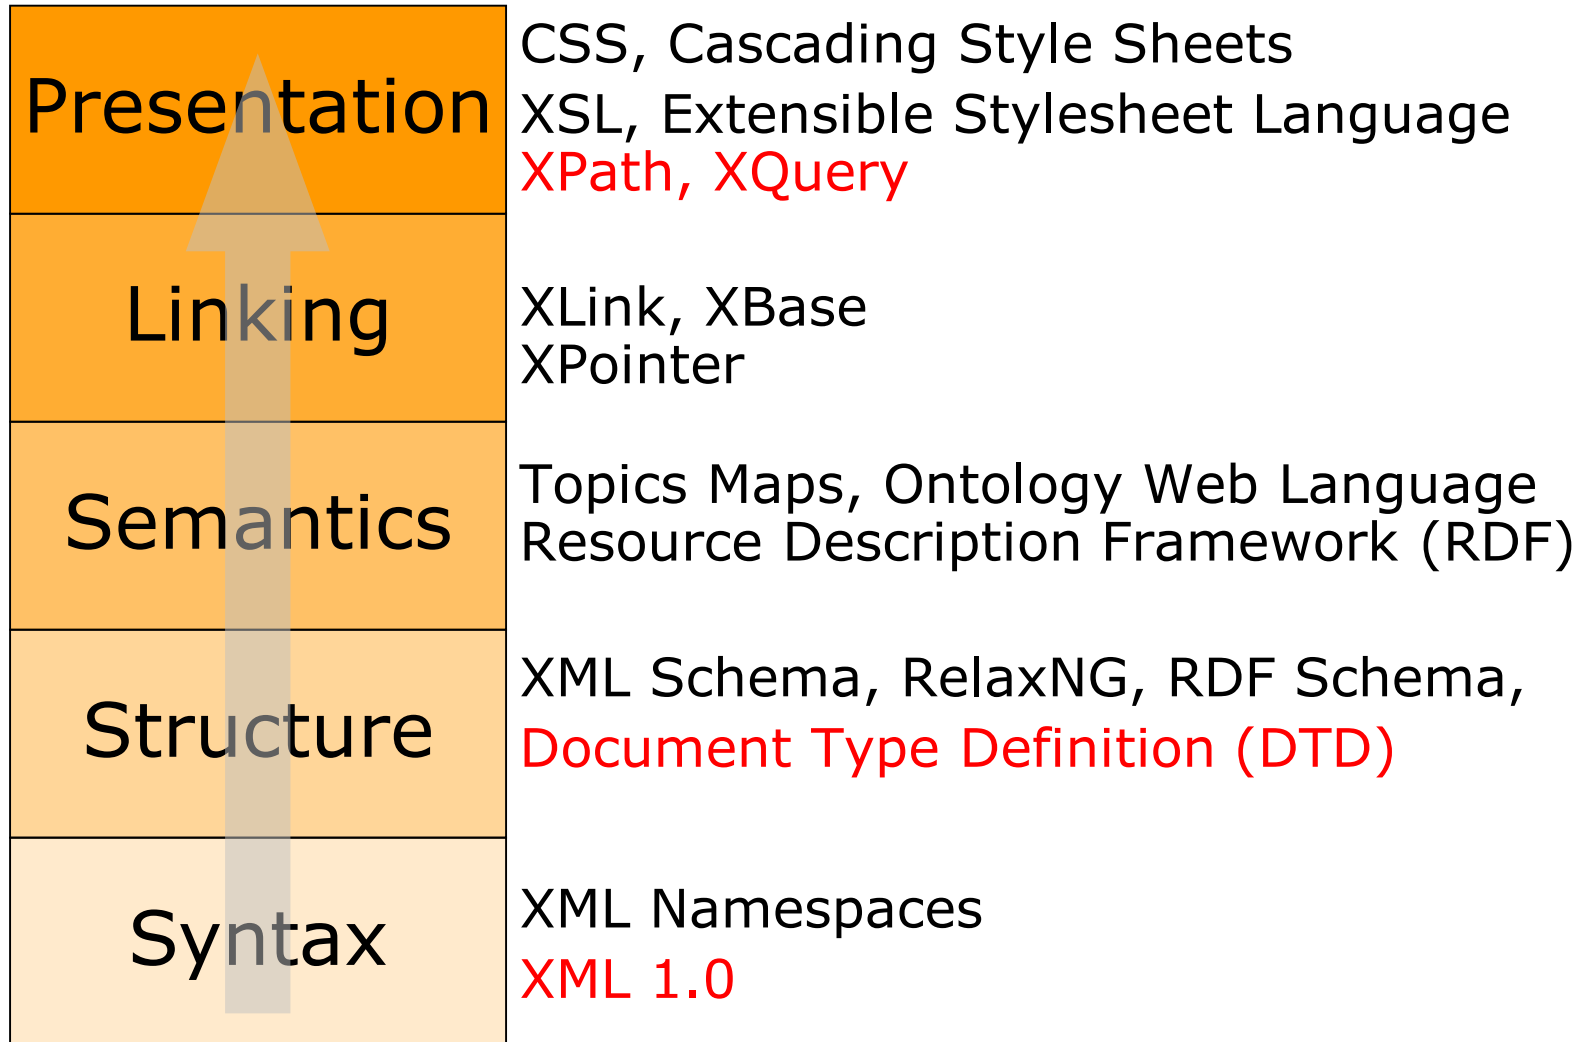 Presentation
CSS, Cascading Style Sheets
XSL, Extensible Stylesheet Language
XPath, XQuery
Linking
XLink, XBase
XPointer
Semantics
Topics Maps, Ontology Web Language
Resource Description Framework (RDF)
Structure
XML Schema, RelaxNG, RDF Schema,
Document Type Definition (DTD)
Syntax
XML Namespaces
XML 1.0